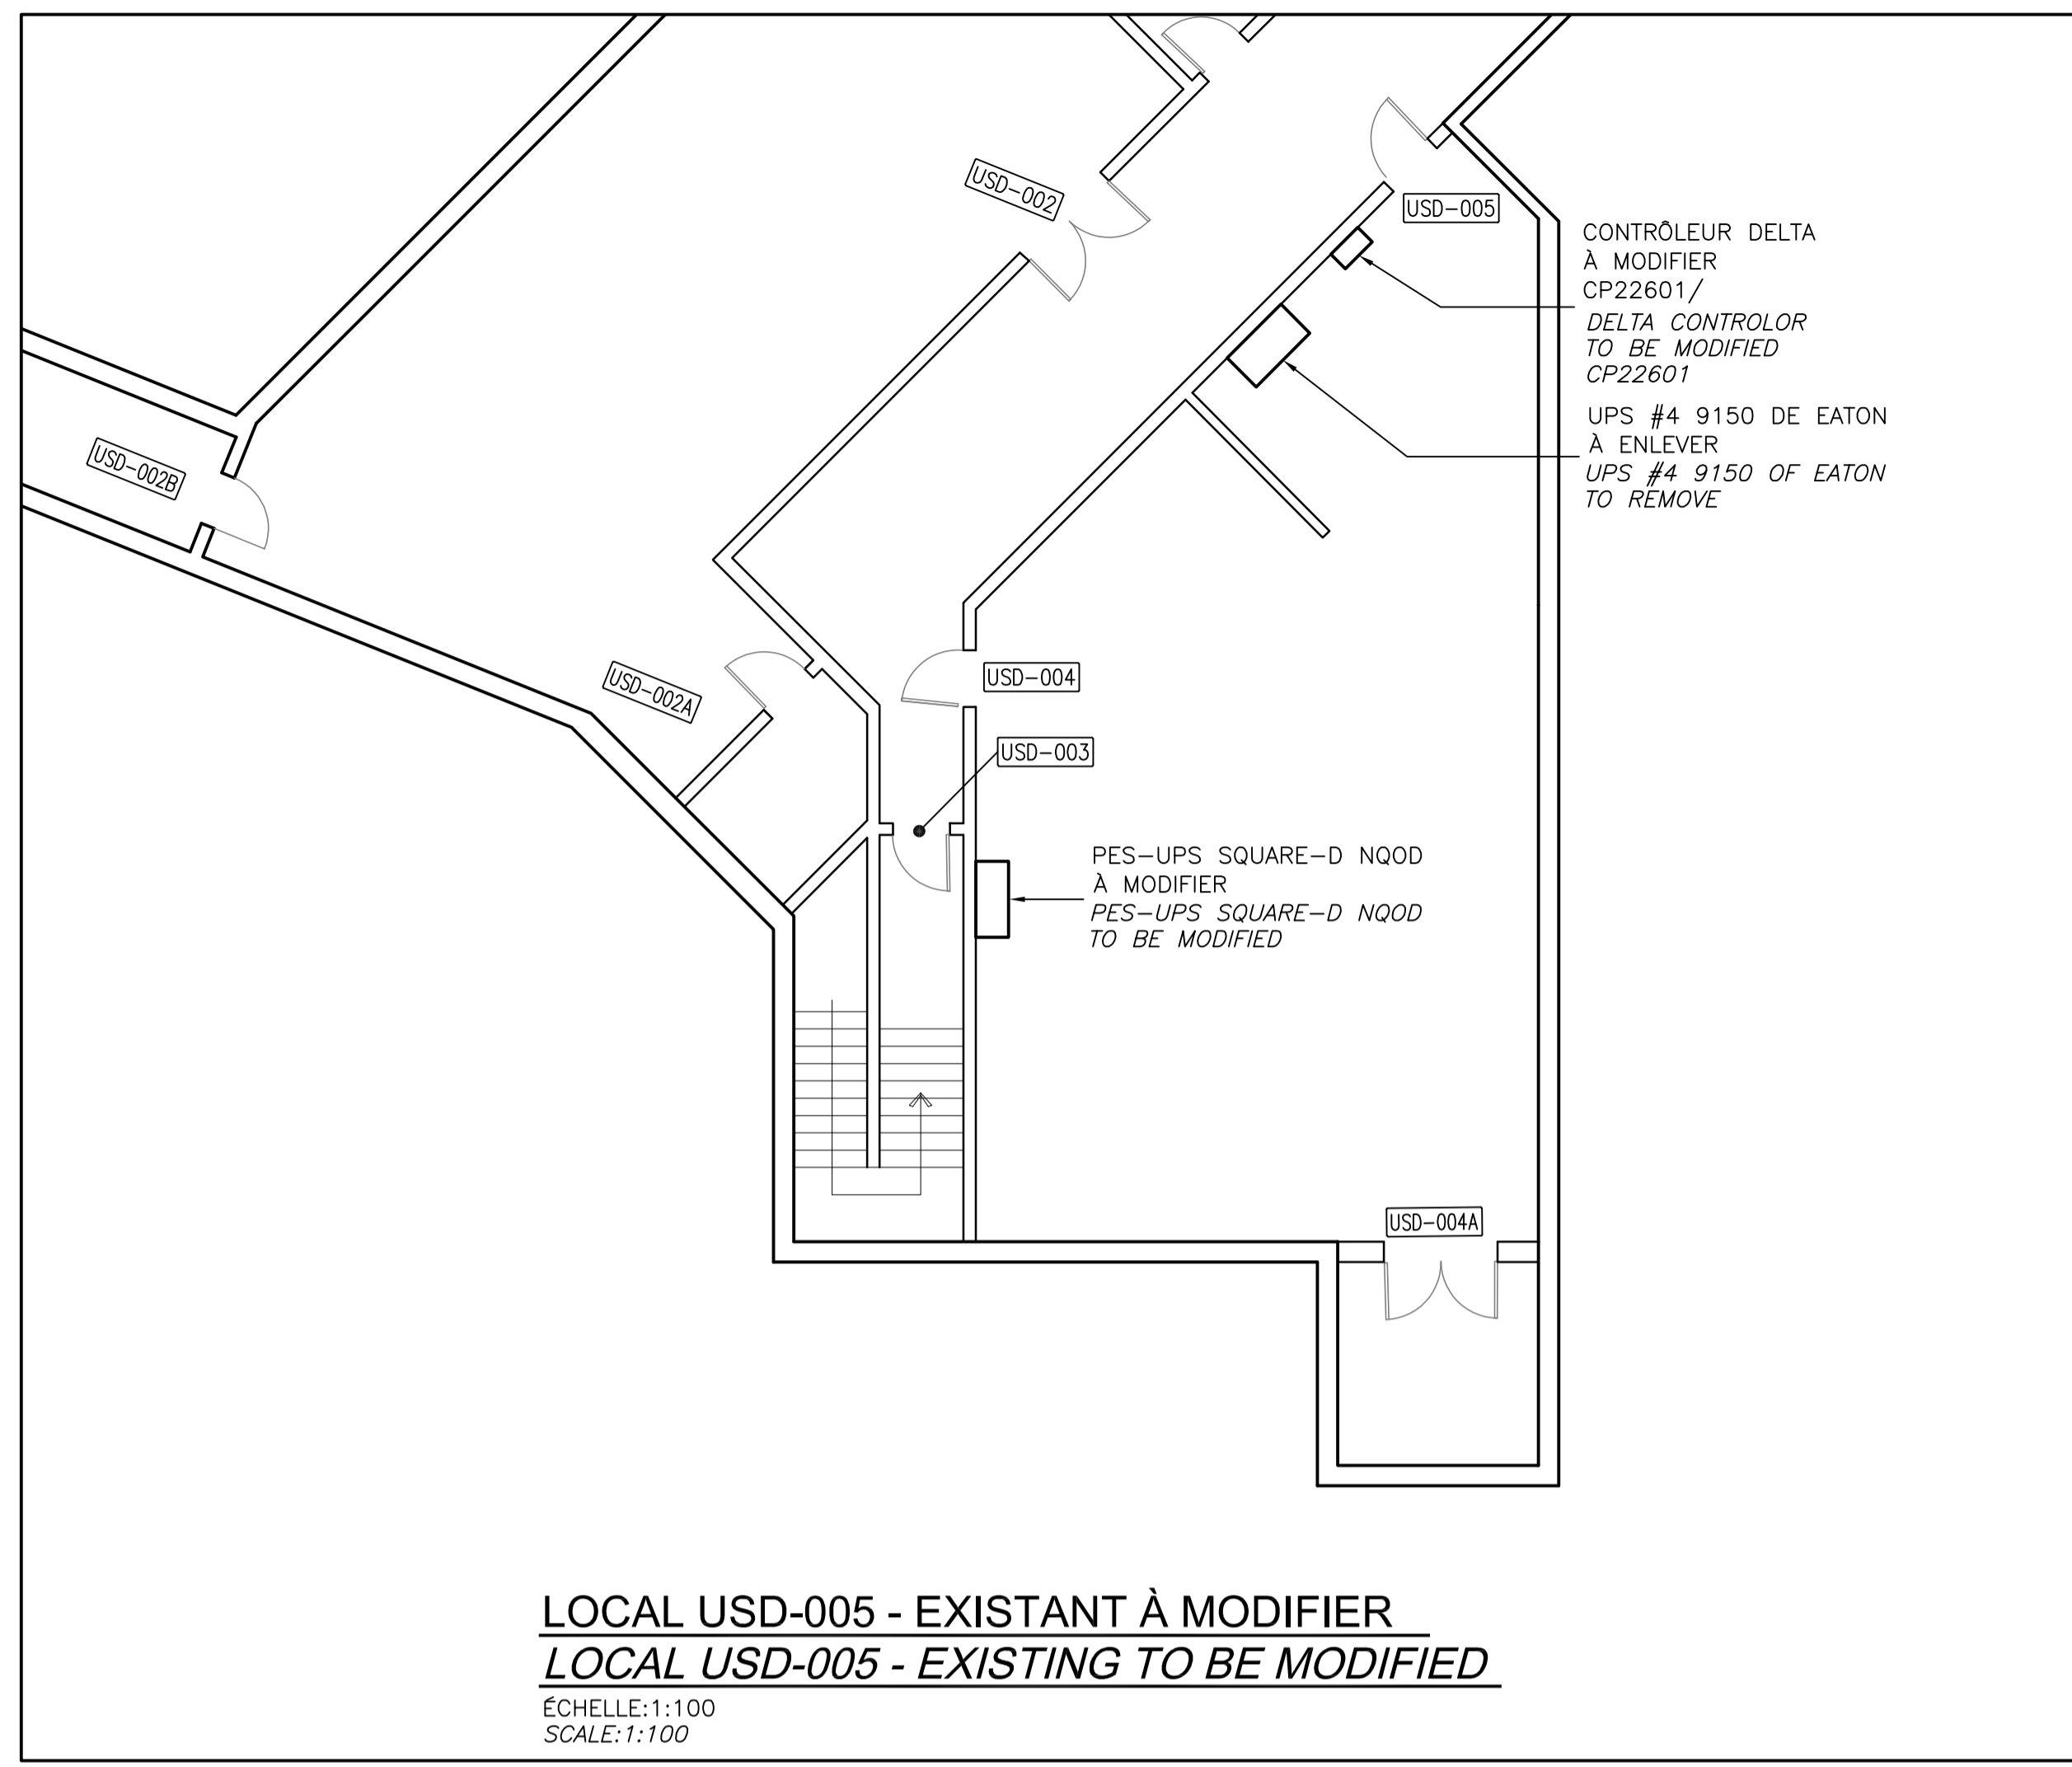 USD-002
USD-005
CONTRÔLEUR DELTA
À MODIFIER
CP22601/
DELTA CONTROLOR
TO BE MODIFIED
CP22601
UPS #4 9150 DE EATON
À ENLEVER
UPS #4 9150 OF EATON
TO REMOVE
USD-002B
USD-002A
USD-004
USD-003
PES-UPS SQUARE-D NQOD
À MODIFIER
PES-UPS SQUARE-D NQOD
TO BE MODIFIED
USD-004A
LOCAL USD-005 - EXISTANT À MODIFIER
LOCAL USD-005 - EXISTING TO BE MODIFIED
ÉCHELLE:1:100
SCALE:1:100